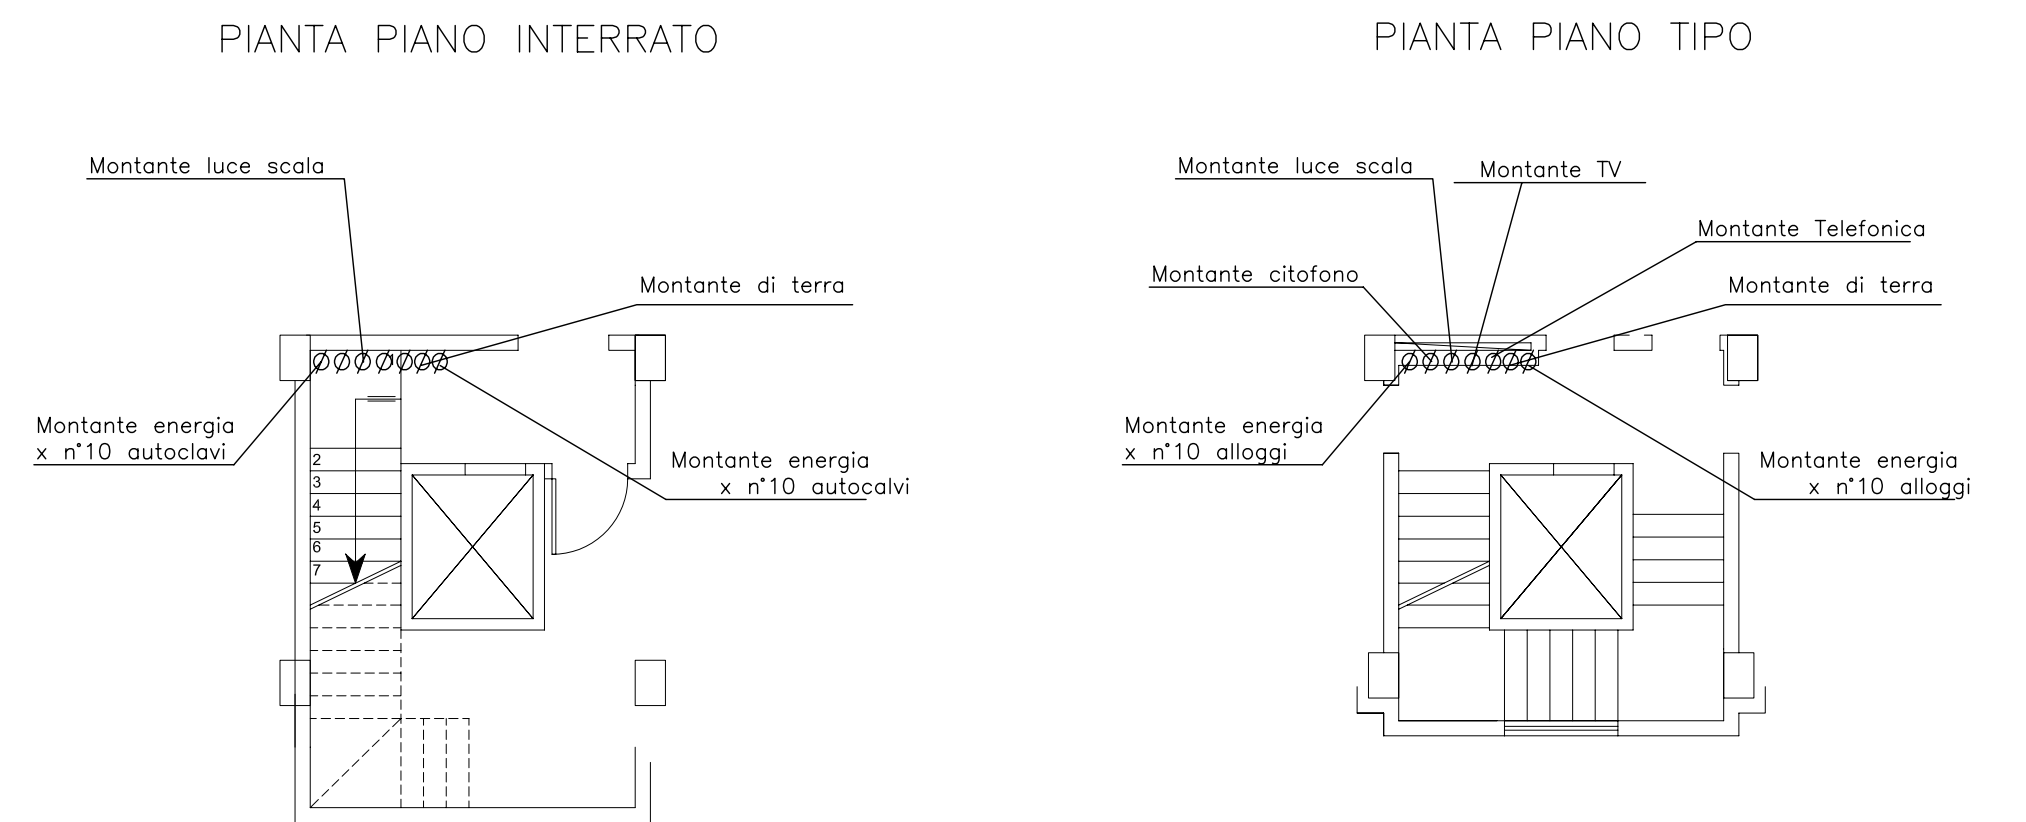 PIANTA PIANO INTERRATO
Montante luce scala
Montante di terra
Montante energia
x n°10 autoclavi
Montante energia
x n°10 autocalvi
1
2
3
4
5
6
7
PIANTA PIANO TIPO
Montante luce scala
Montante TV
Montante Telefonica
Montante citofono
Montante di terra
Montante energia
x n°10 alloggi
Montante energia
x n°10 alloggi